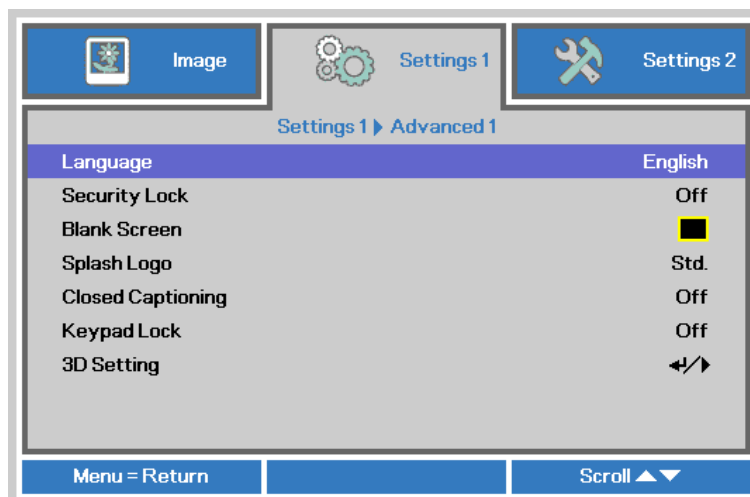 Image
Settings 1
Settings 2
Settings 1 ▶ Advanced 1
Language English
Security Lock Off
Blank Screen
Splash Logo Std.
Closed Captioning Off
Keypad Lock Off
3D Setting ↵/▶
Menu = Return
Scroll ▲▼